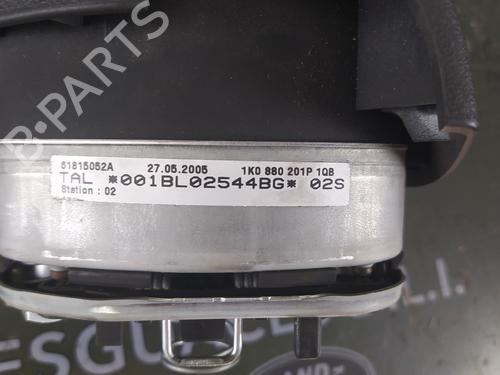 B-PARTS
61815052A 27.05.2005 1K0 880 201P 1QB
TAL *001BL02544BG* 02S
Station : 02